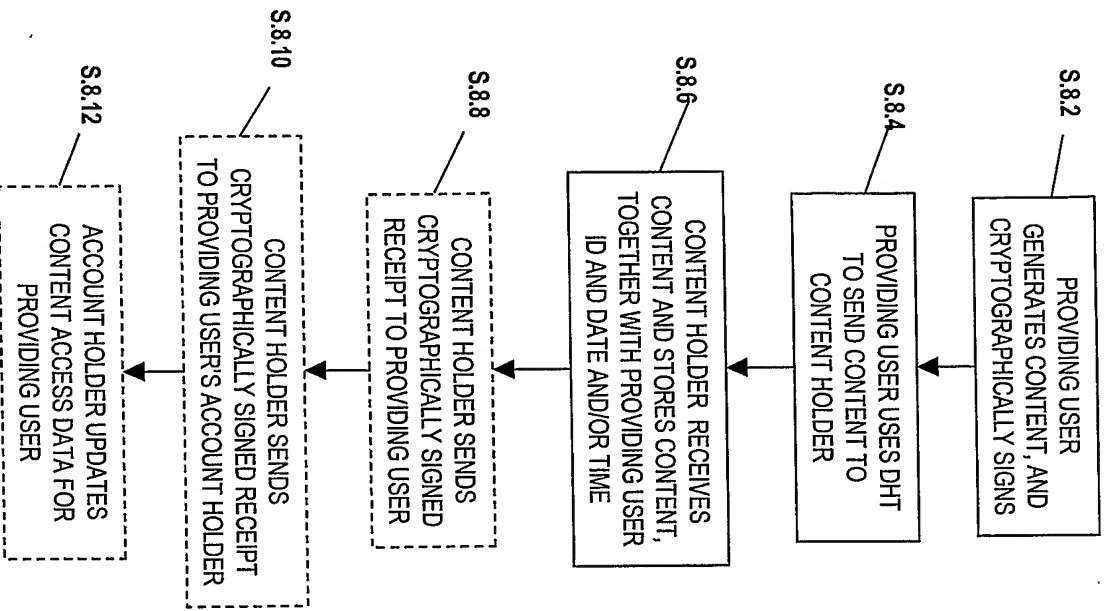 S.8.2
PROVIDING USER
GENERATES CONTENT, AND
CRYPTOGRAPHICALLY SIGNS
S.8.4
PROVIDING USER USES DHT
TO SEND CONTENT TO
CONTENT HOLDER
S.8.6
CONTENT HOLDER RECEIVES
CONTENT AND STORES CONTENT,
TOGETHER WITH PROVIDING USER
ID AND DATE AND/OR TIME
S.8.8
CONTENT HOLDER SENDS
CRYPTOGRAPHICALLY SIGNED
RECEIPT TO PROVIDING USER
S.8.10
CONTENT HOLDER SENDS
CRYPTOGRAPHICALLY SIGNED RECEIPT
TO PROVIDING USER'S ACCOUNT HOLDER
S.8.12
ACCOUNT HOLDER UPDATES
CONTENT ACCESS DATA FOR
PROVIDING USER